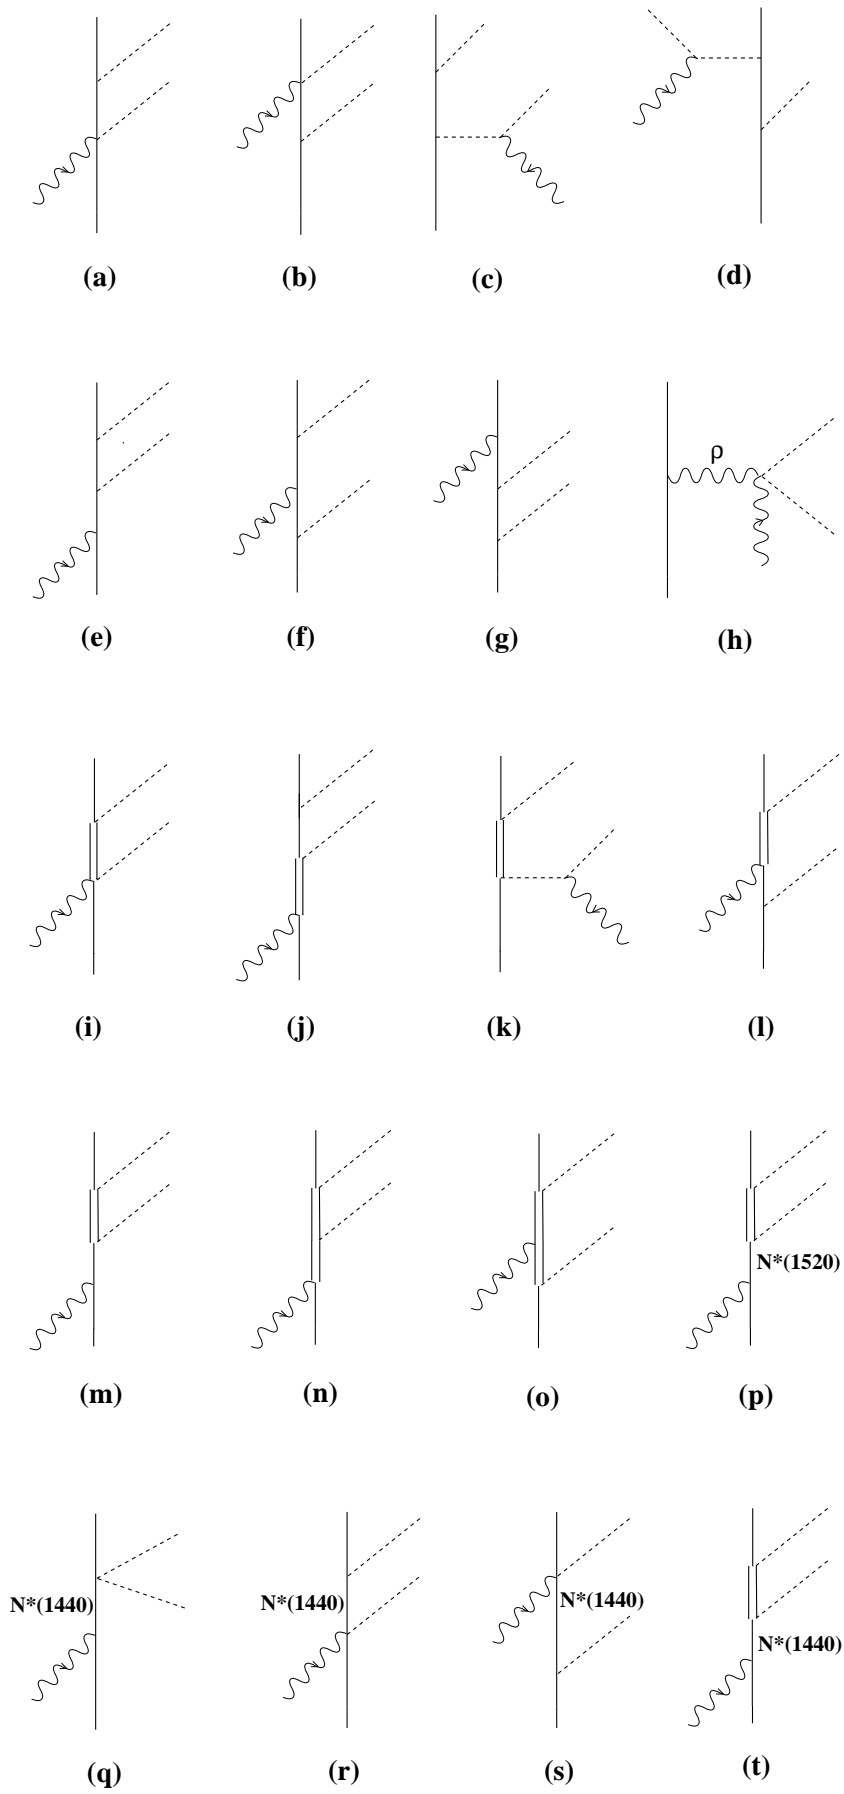 (a) (b) (c) (d)
ρ
(e) (f) (g) (h)
(i) (j) (k) (l)
N*(1520)
(m) (n) (o) (p)
N*(1440) N*(1440) N*(1440)
N*(1440)
(q) (r) (s) (t)